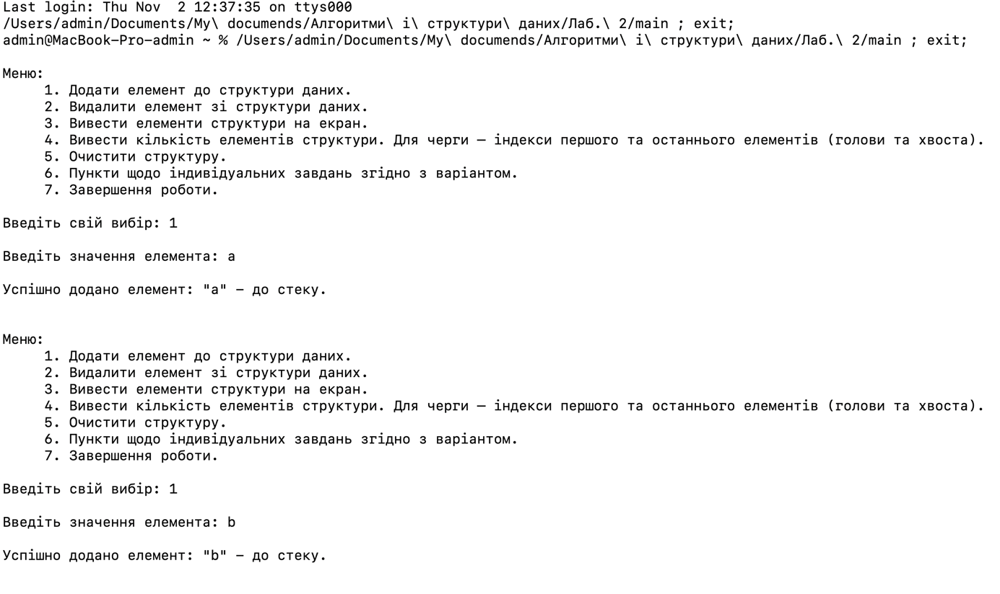 Last login: Thu Nov  2 12:37:35 on ttys000
/Users/admin/Documents/My\ documends/Алгоритми\ і\ структури\ даних/Лаб.\ 2/main ; exit;
admin@MacBook-Pro-admin ~ % /Users/admin/Documents/My\ documends/Алгоритми\ і\ структури\ даних/Лаб.\ 2/main ; exit;
Меню:
1. Додати елемент до структури даних.
2. Видалити елемент зі структури даних.
3. Вивести елементи структури на екран.
4. Вивести кількість елементів структури. Для черги – індекси першого та останнього елементів (голови та хвоста).
5. Очистити структуру.
6. Пункти щодо індивідуальних завдань згідно з варіантом.
7. Завершення роботи.
Введіть свій вибір: 1
Введіть значення елемента: a
Успішно додано елемент: "a" – до стеку.
Меню:
1. Додати елемент до структури даних.
2. Видалити елемент зі структури даних.
3. Вивести елементи структури на екран.
4. Вивести кількість елементів структури. Для черги – індекси першого та останнього елементів (голови та хвоста).
5. Очистити структуру.
6. Пункти щодо індивідуальних завдань згідно з варіантом.
7. Завершення роботи.
Введіть свій вибір: 1
Введіть значення елемента: b
Успішно додано елемент: "b" – до стеку.